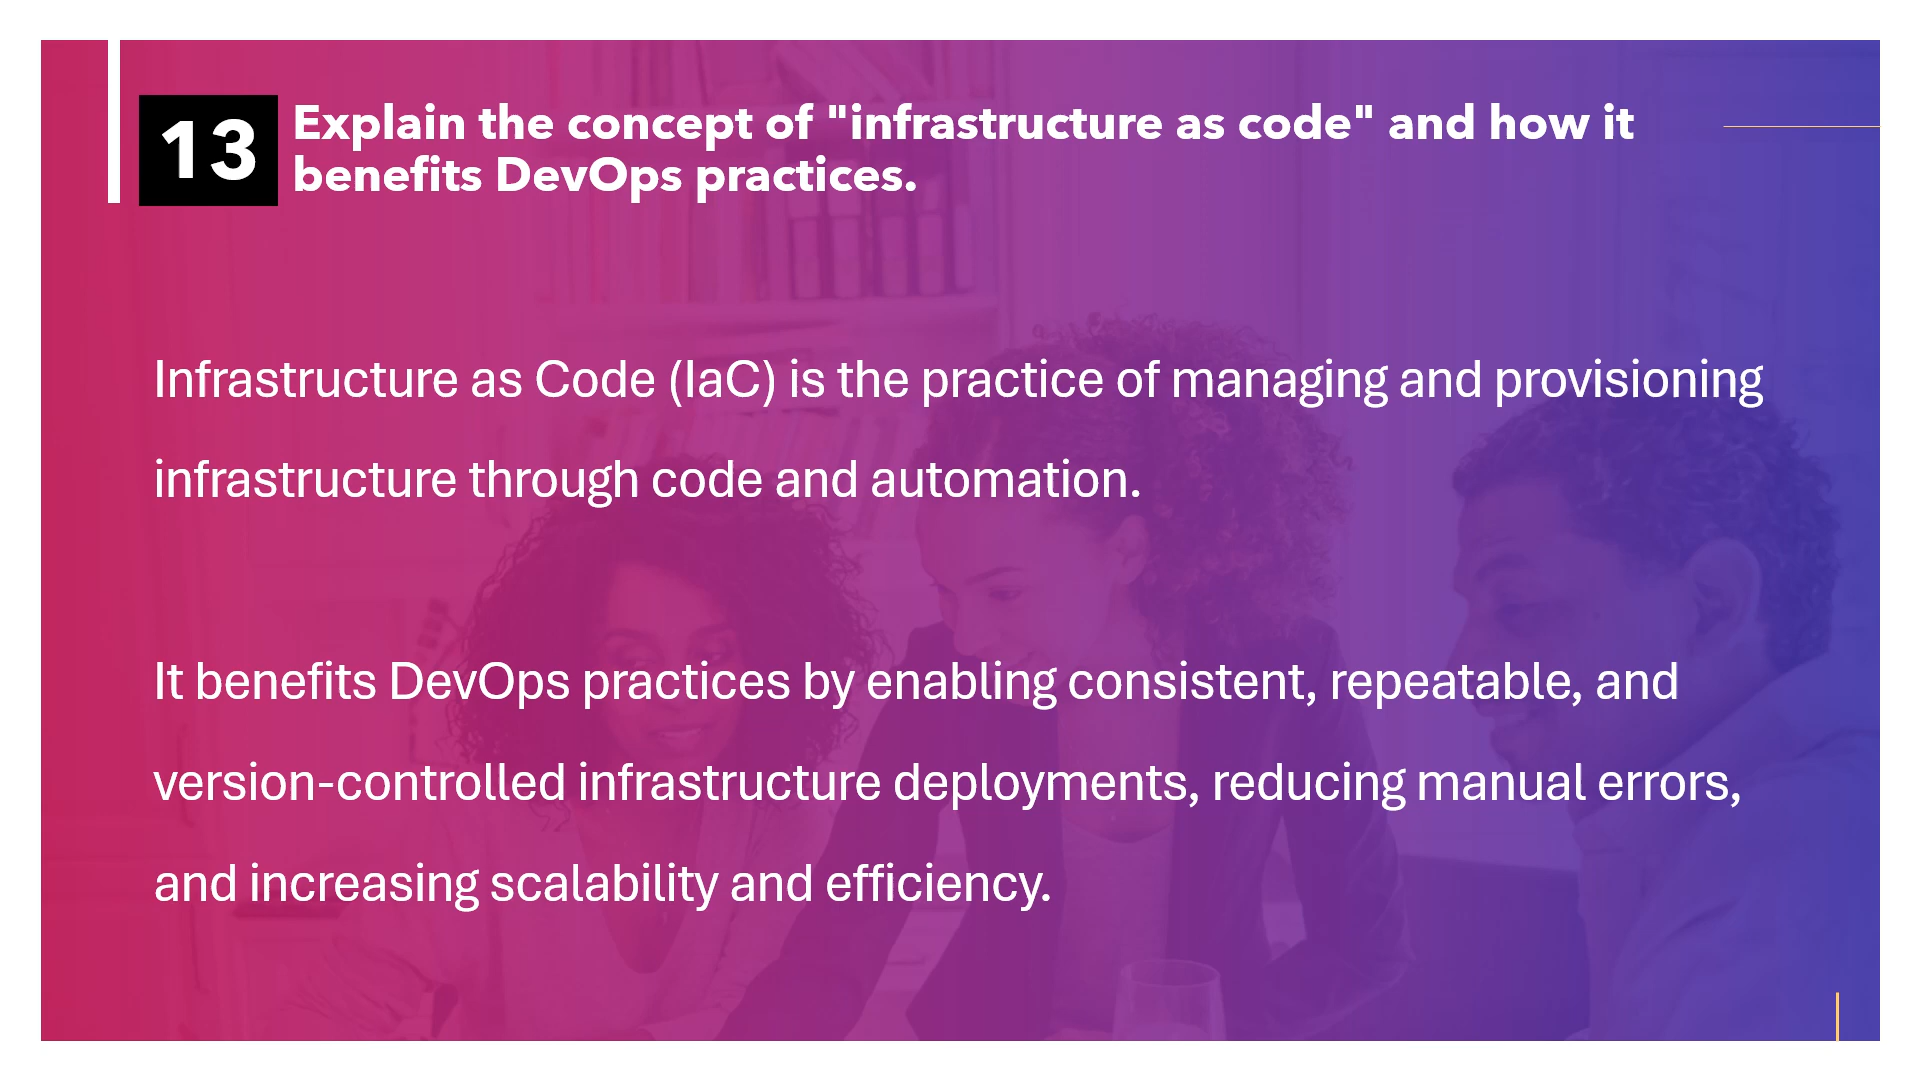 13
Explain the concept of "infrastructure as code" and how it
benefits DevOps practices.
Infrastructure as Code (IaC) is the practice of managing and provisioning
infrastructure through code and automation.
It benefits DevOps practices by enabling consistent, repeatable, and
version-controlled infrastructure deployments, reducing manual errors,
and increasing scalability and efficiency.